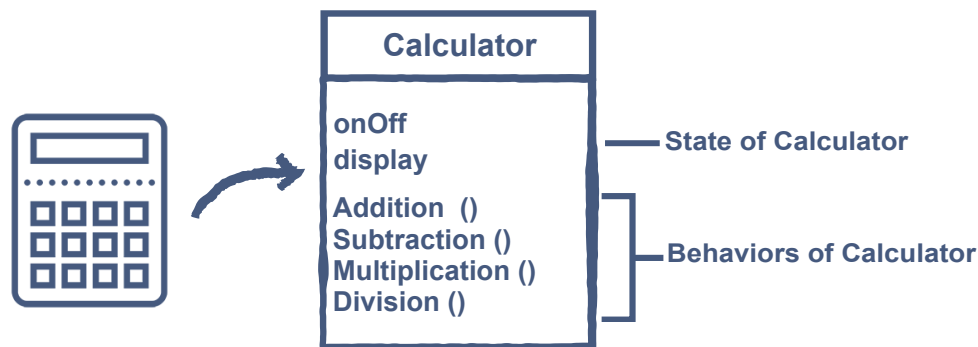 Calculator
onOff
display
State of Calculator
Addition ()
Subtraction ()
Multiplication ()
Division ()
Behaviors of Calculator